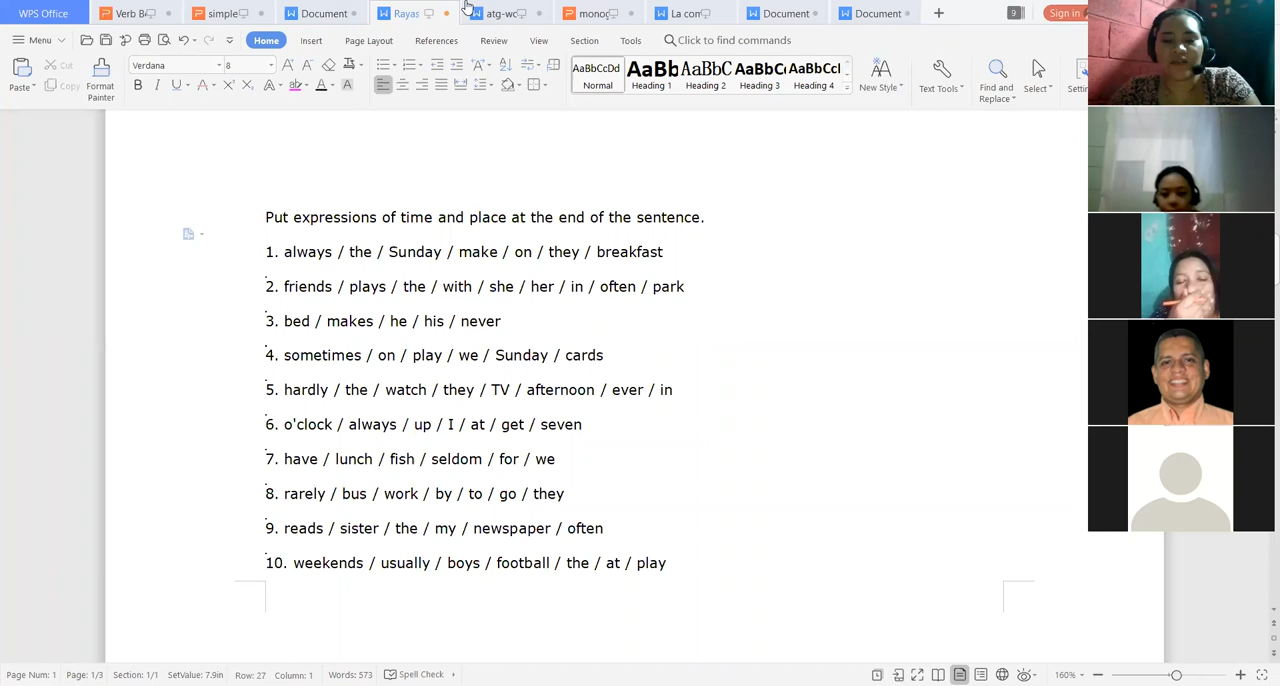 WPS Office Verb Be simple Document Rayas atg-wo monog La com Document Document + 9 Sign in
Menu Home Insert Page Layout References Review View Section Tools Click to find commands
Paste Cut Copy Format Painter Verdana 8 AaBbCcDd Normal AaBb Heading 1 AaBbC Heading 2 AaBbC Heading 3 AaBbCcI Heading 4 New Style Text Tools Find and Replace Select Settin
Put expressions of time and place at the end of the sentence.
1. always / the / Sunday / make / on / they / breakfast
2. friends / plays / the / with / she / her / in / often / park
3. bed / makes / he / his / never
4. sometimes / on / play / we / Sunday / cards
5. hardly / the / watch / they / TV / afternoon / ever / in
6. o'clock / always / up / I / at / get / seven
7. have / lunch / fish / seldom / for / we
8. rarely / bus / work / by / to / go / they
9. reads / sister / the / my / newspaper / often
10. weekends / usually / boys / football / the / at / play
Page Num: 1 Page: 1/3 Section: 1/1 SetValue: 7.9in Row: 27 Column: 1 Words: 573 Spell Check 160%